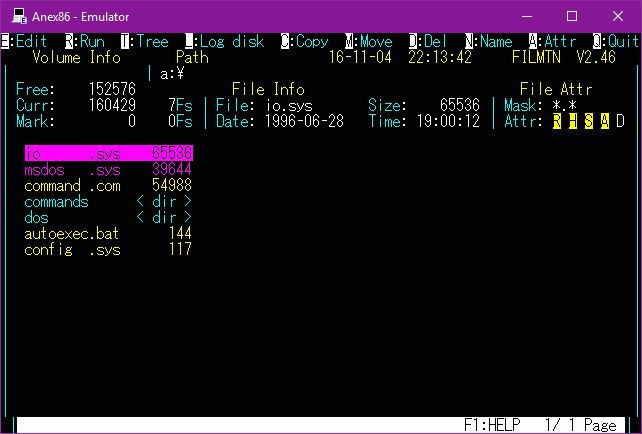 Anex86 - Emulator
E:Edit R:Run T:Tree L:Log disk C:Copy M:Move D:Del N:Name A:Attr Q:Quit
Volume Info Path 16-11-04 22:13:42 FILMTN V2.46
a:¥
Free: 152576 File Info File Attr
Curr: 160429 7Fs File: io.sys Size: 65536 Mask: *.*
Mark: 0 0Fs Date: 1996-06-28 Time: 19:00:12 Attr: R H S A D
io .sys 65536
msdos .sys 39644
command .com 54988
commands < dir >
dos < dir >
autoexec.bat 144
config .sys 117
F1:HELP 1/ 1 Page